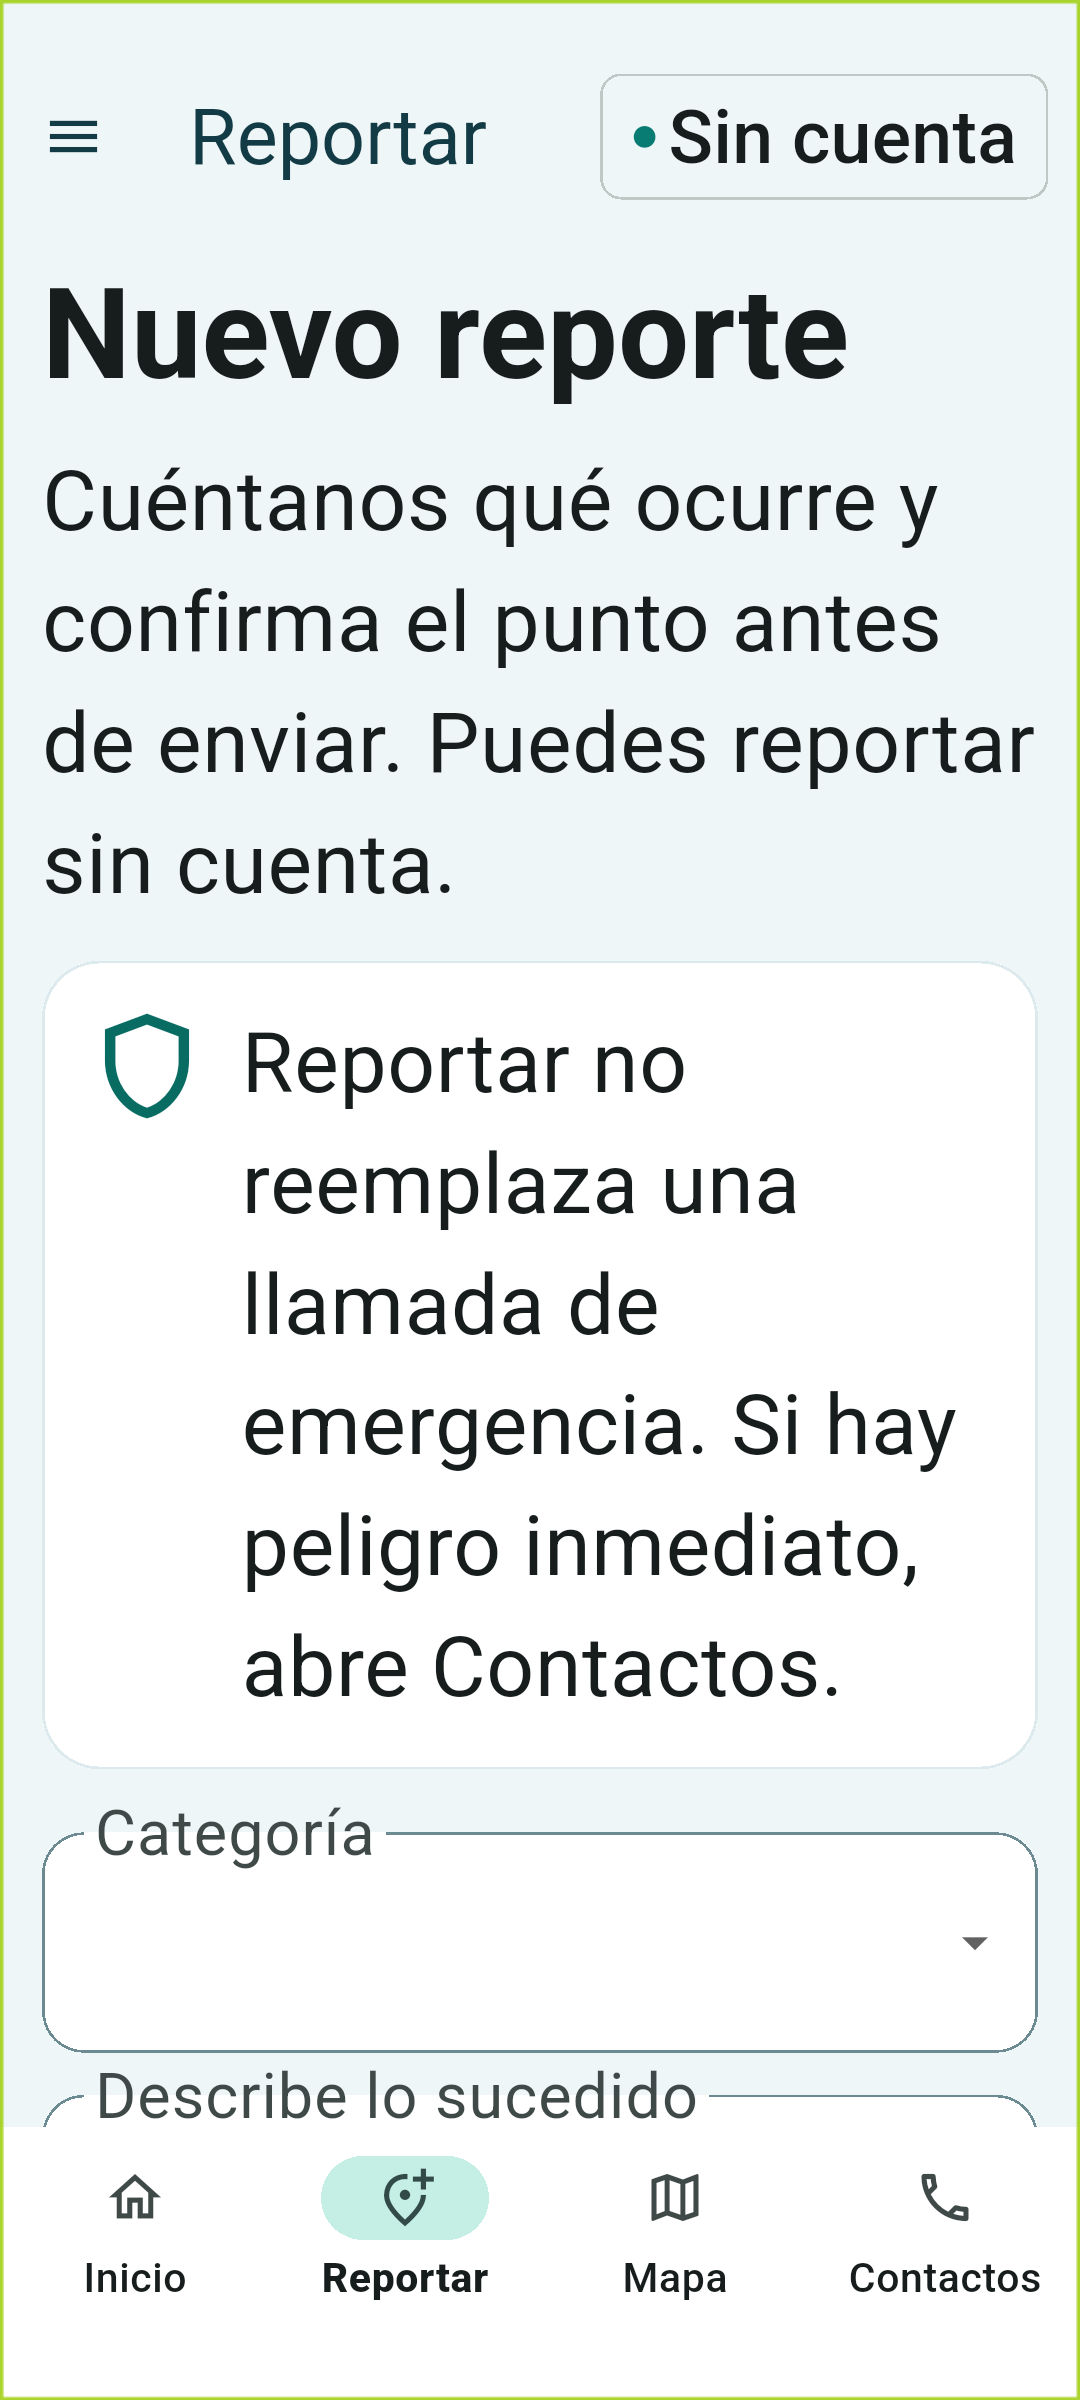 Reportar
Sin cuenta
Nuevo reporte
Cuéntanos qué ocurre y
confirma el punto antes
de enviar. Puedes reportar
sin cuenta.
Reportar no
reemplaza una
llamada de
emergencia. Si hay
peligro inmediato,
abre Contactos.
Categoría
Describe lo sucedido
Inicio
Reportar
Mapa
Contactos